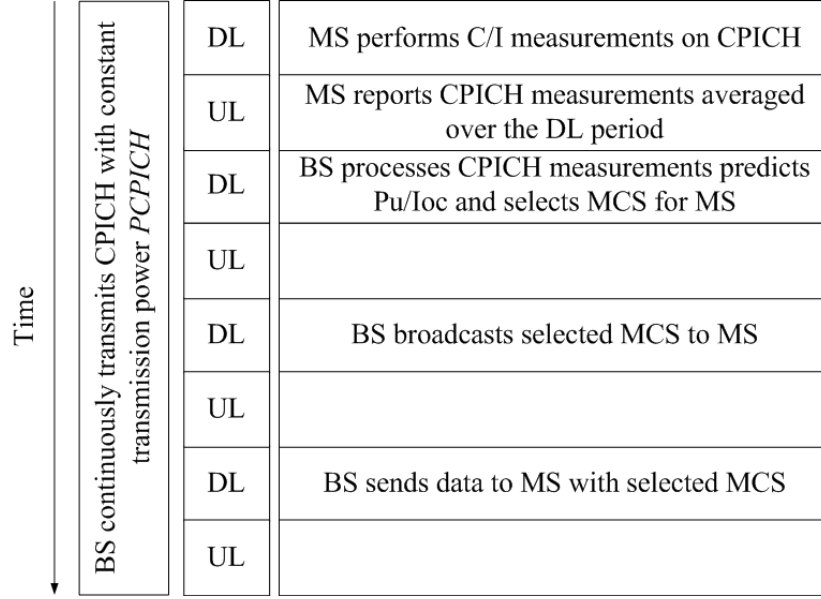 Time
BS continuously transmits CPICH with constant
transmission power PCPICH
DL
MS performs C/I measurements on CPICH
UL
MS reports CPICH measurements averaged
over the DL period
DL
BS processes CPICH measurements predicts
Pu/Ioc and selects MCS for MS
UL
DL
BS broadcasts selected MCS to MS
UL
DL
BS sends data to MS with selected MCS
UL